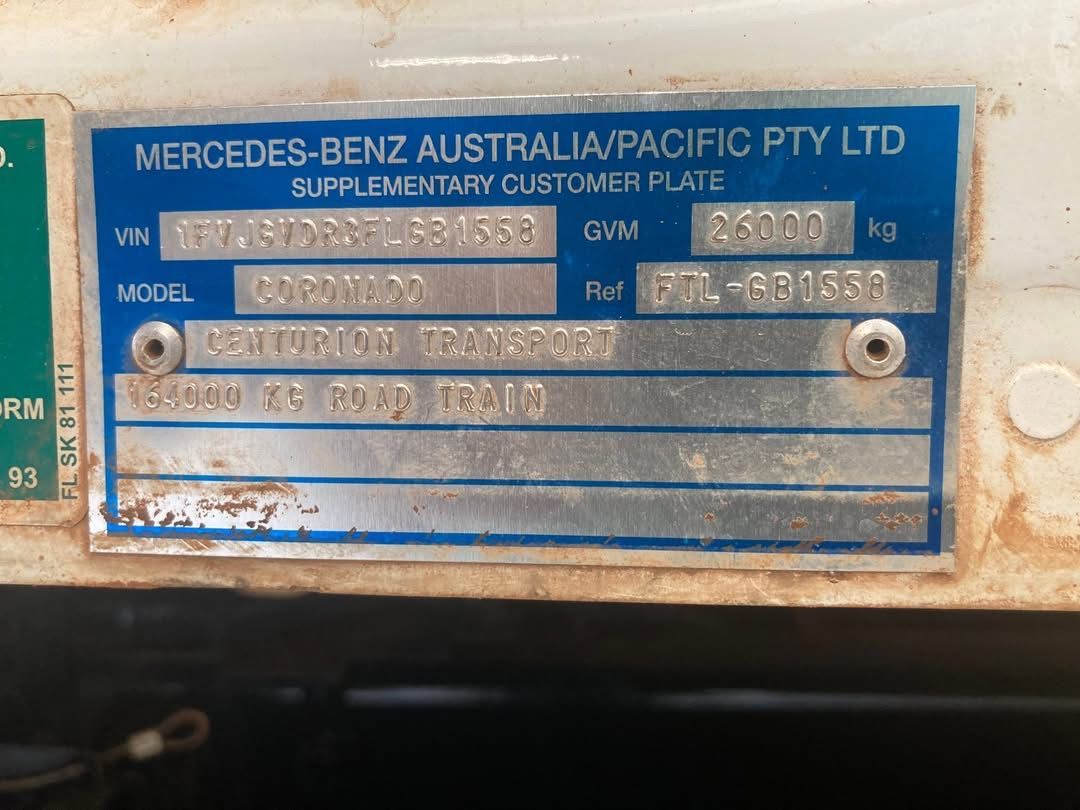 MERCEDES-BENZ AUSTRALIA/PACIFIC PTY LTD
SUPPLEMENTARY CUSTOMER PLATE
VIN 1FVJGVDR3FLGB1558 GVM 26000 kg
MODEL CORONADO Ref FTL-GB1558
CENTURION TRANSPORT
164000 KG ROAD TRAIN
ORM
93
FL SK 81 111